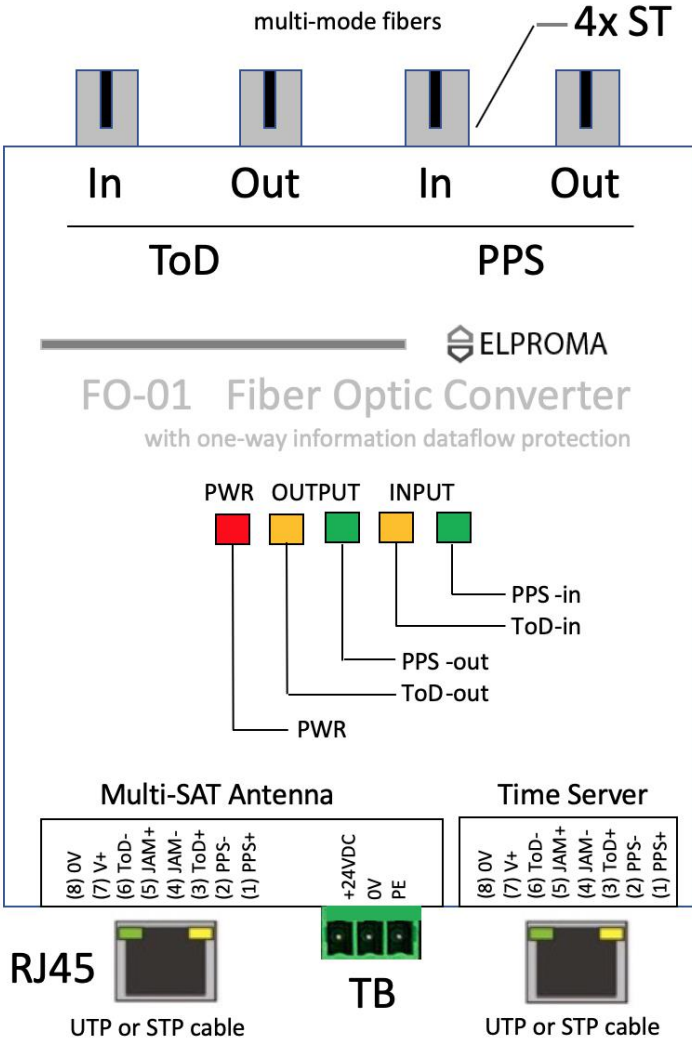 multi-mode fibers
4x ST
In Out In Out
ToD PPS
ELPROMA
FO-01 Fiber Optic Converter
with one-way information dataflow protection
PWR OUTPUT INPUT
PPS -in
ToD-in
PPS -out
ToD-out
PWR
Multi-SAT Antenna
(8) 0V
(7) V+
(6) ToD-
(5) JAM+
(4) JAM-
(3) ToD+
(2) PPS-
(1) PPS+
+24VDC
0V
PE
Time Server
(8) 0V
(7) V+
(6) ToD-
(5) JAM+
(4) JAM-
(3) ToD+
(2) PPS-
(1) PPS+
RJ45
TB
UTP or STP cable
UTP or STP cable